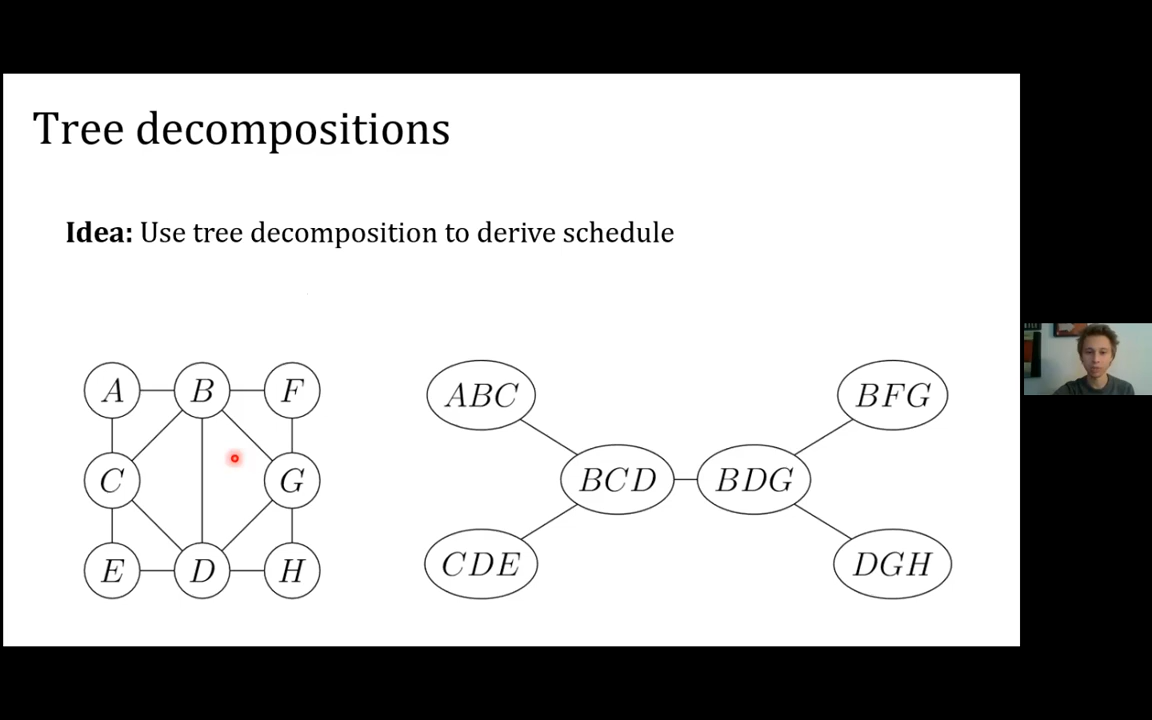 Tree decompositions
Idea: Use tree decomposition to derive schedule
A B F
C G
E D H
ABC BFG
BCD BDG
CDE DGH